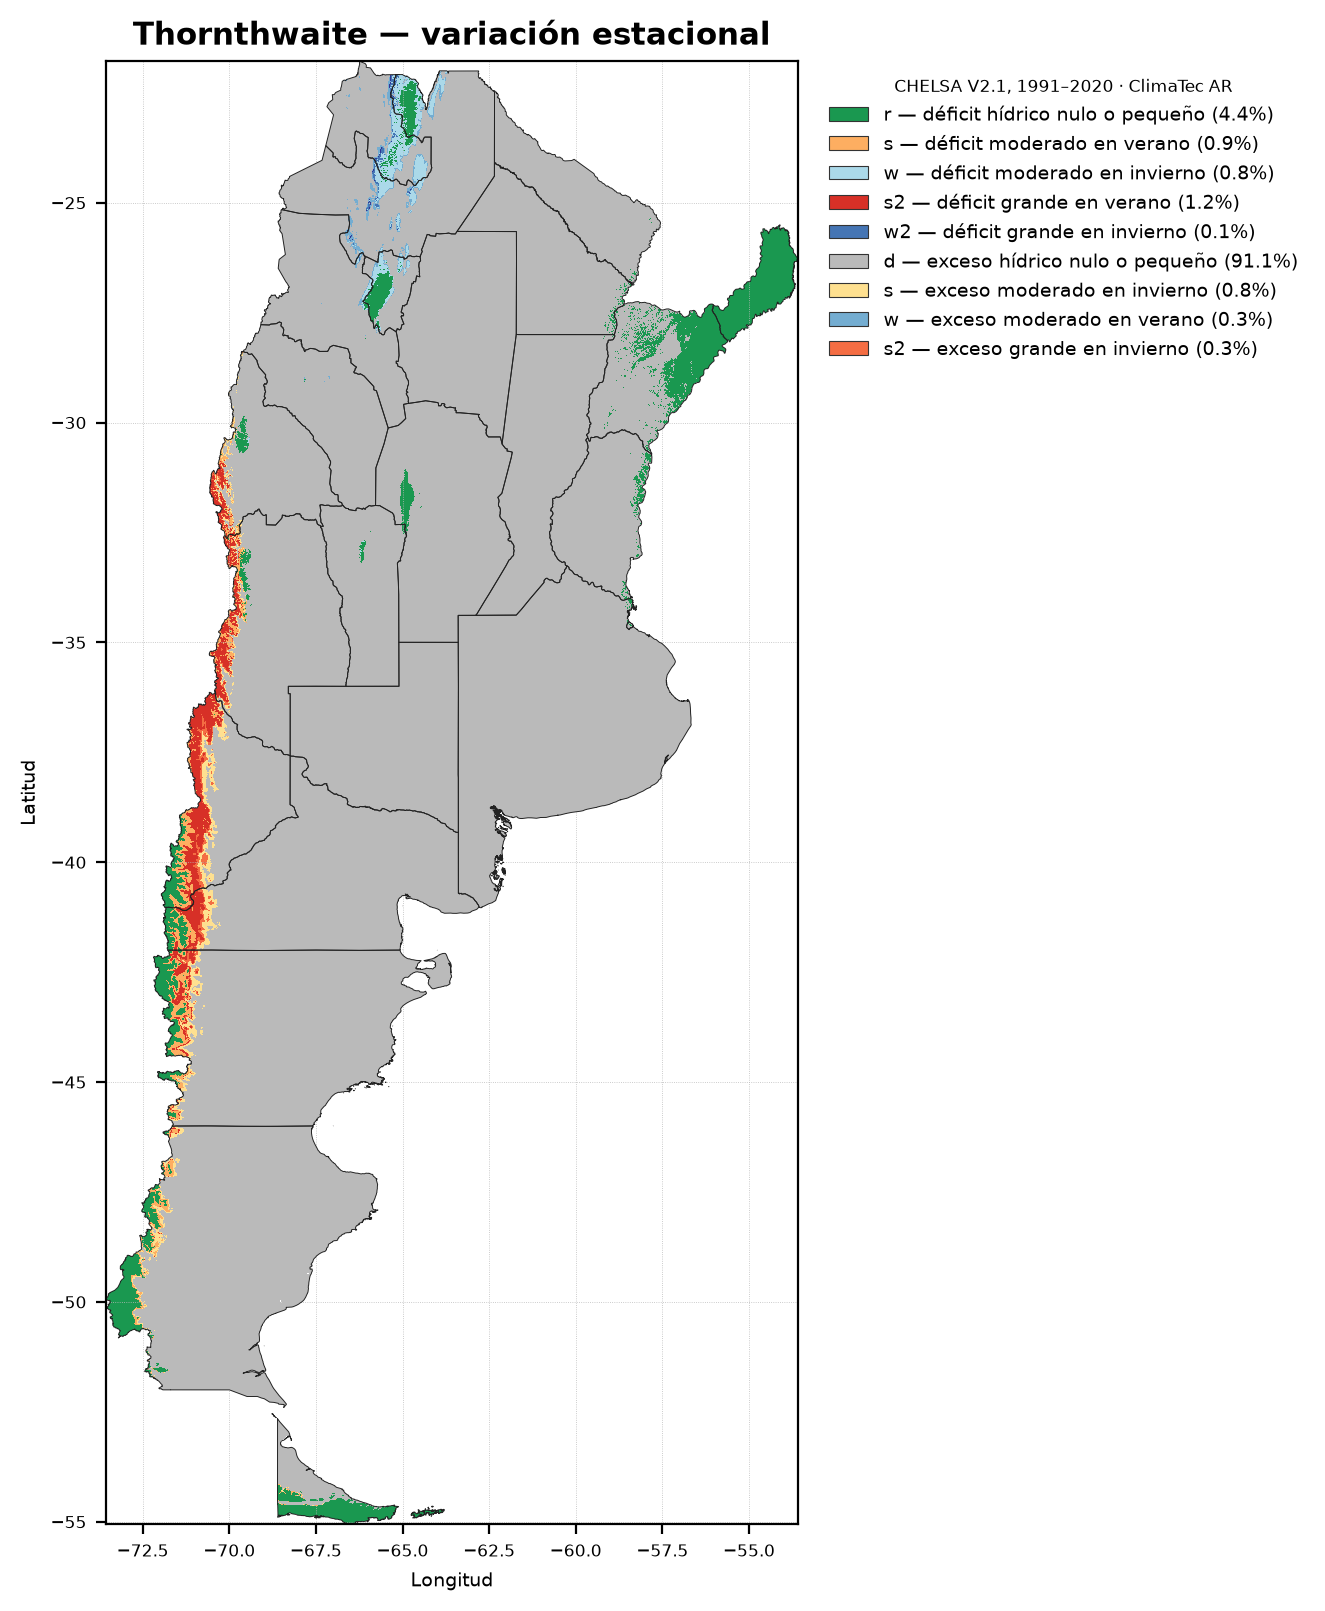 Thornthwaite — variación estacional
CHELSA V2.1, 1991–2020 · ClimaTec AR
r — déficit hídrico nulo o pequeño (4.4%)
s — déficit moderado en verano (0.9%)
w — déficit moderado en invierno (0.8%)
s2 — déficit grande en verano (1.2%)
w2 — déficit grande en invierno (0.1%)
d — exceso hídrico nulo o pequeño (91.1%)
s — exceso moderado en invierno (0.8%)
w — exceso moderado en verano (0.3%)
s2 — exceso grande en invierno (0.3%)
−25
−30
−35
−40
−45
−50
−55
Latitud
−72.5 −70.0 −67.5 −65.0 −62.5 −60.0 −57.5 −55.0
Longitud